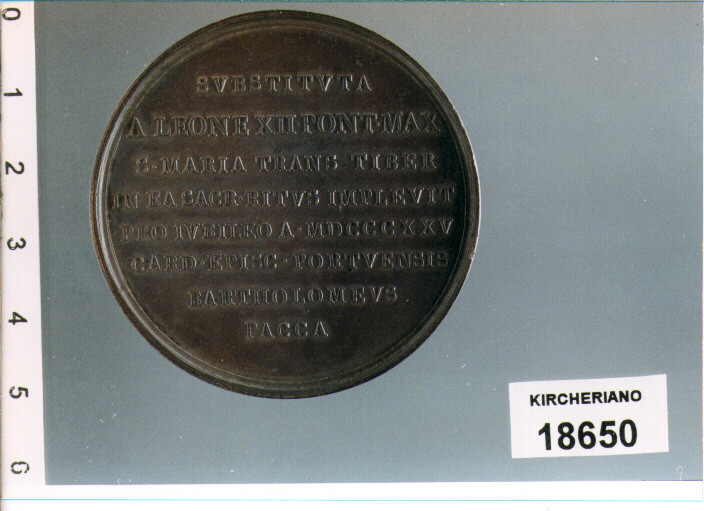 SVBSTITVTA
A LEONE XII PONT·MAX
S·MARIA TRANS TIBER
IN EA SACR·RITVS IMPLEVIT
PRO IVBILEO A·MDCCCXXV
CARD·EPISC·PORTVENSIS
BARTHOLOMEVS
PACCA
KIRCHERIANO
18650
0
1
2
3
4
5
6